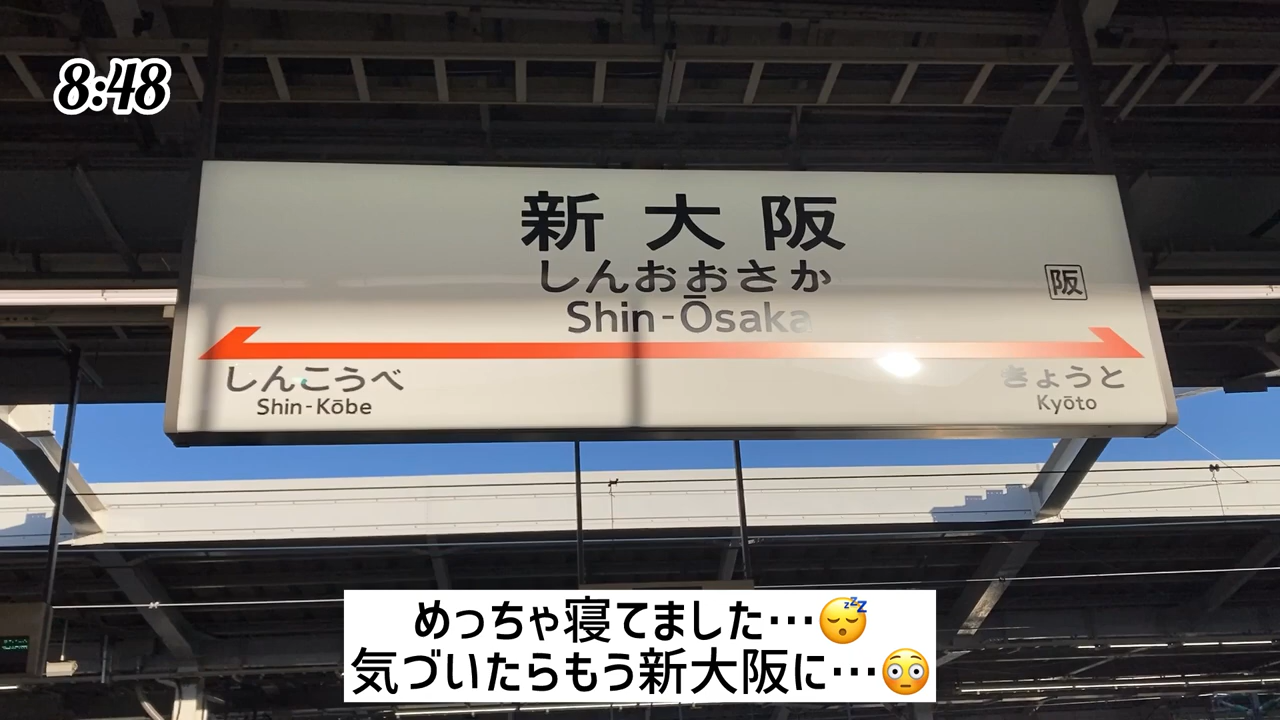 8:48
新大阪
しんおおさか
Shin-Ōsaka
阪
しんこうべ
Shin-Kōbe
きょうと
Kyōto
めっちゃ寝てました…😴
気づいたらもう新大阪に…😳